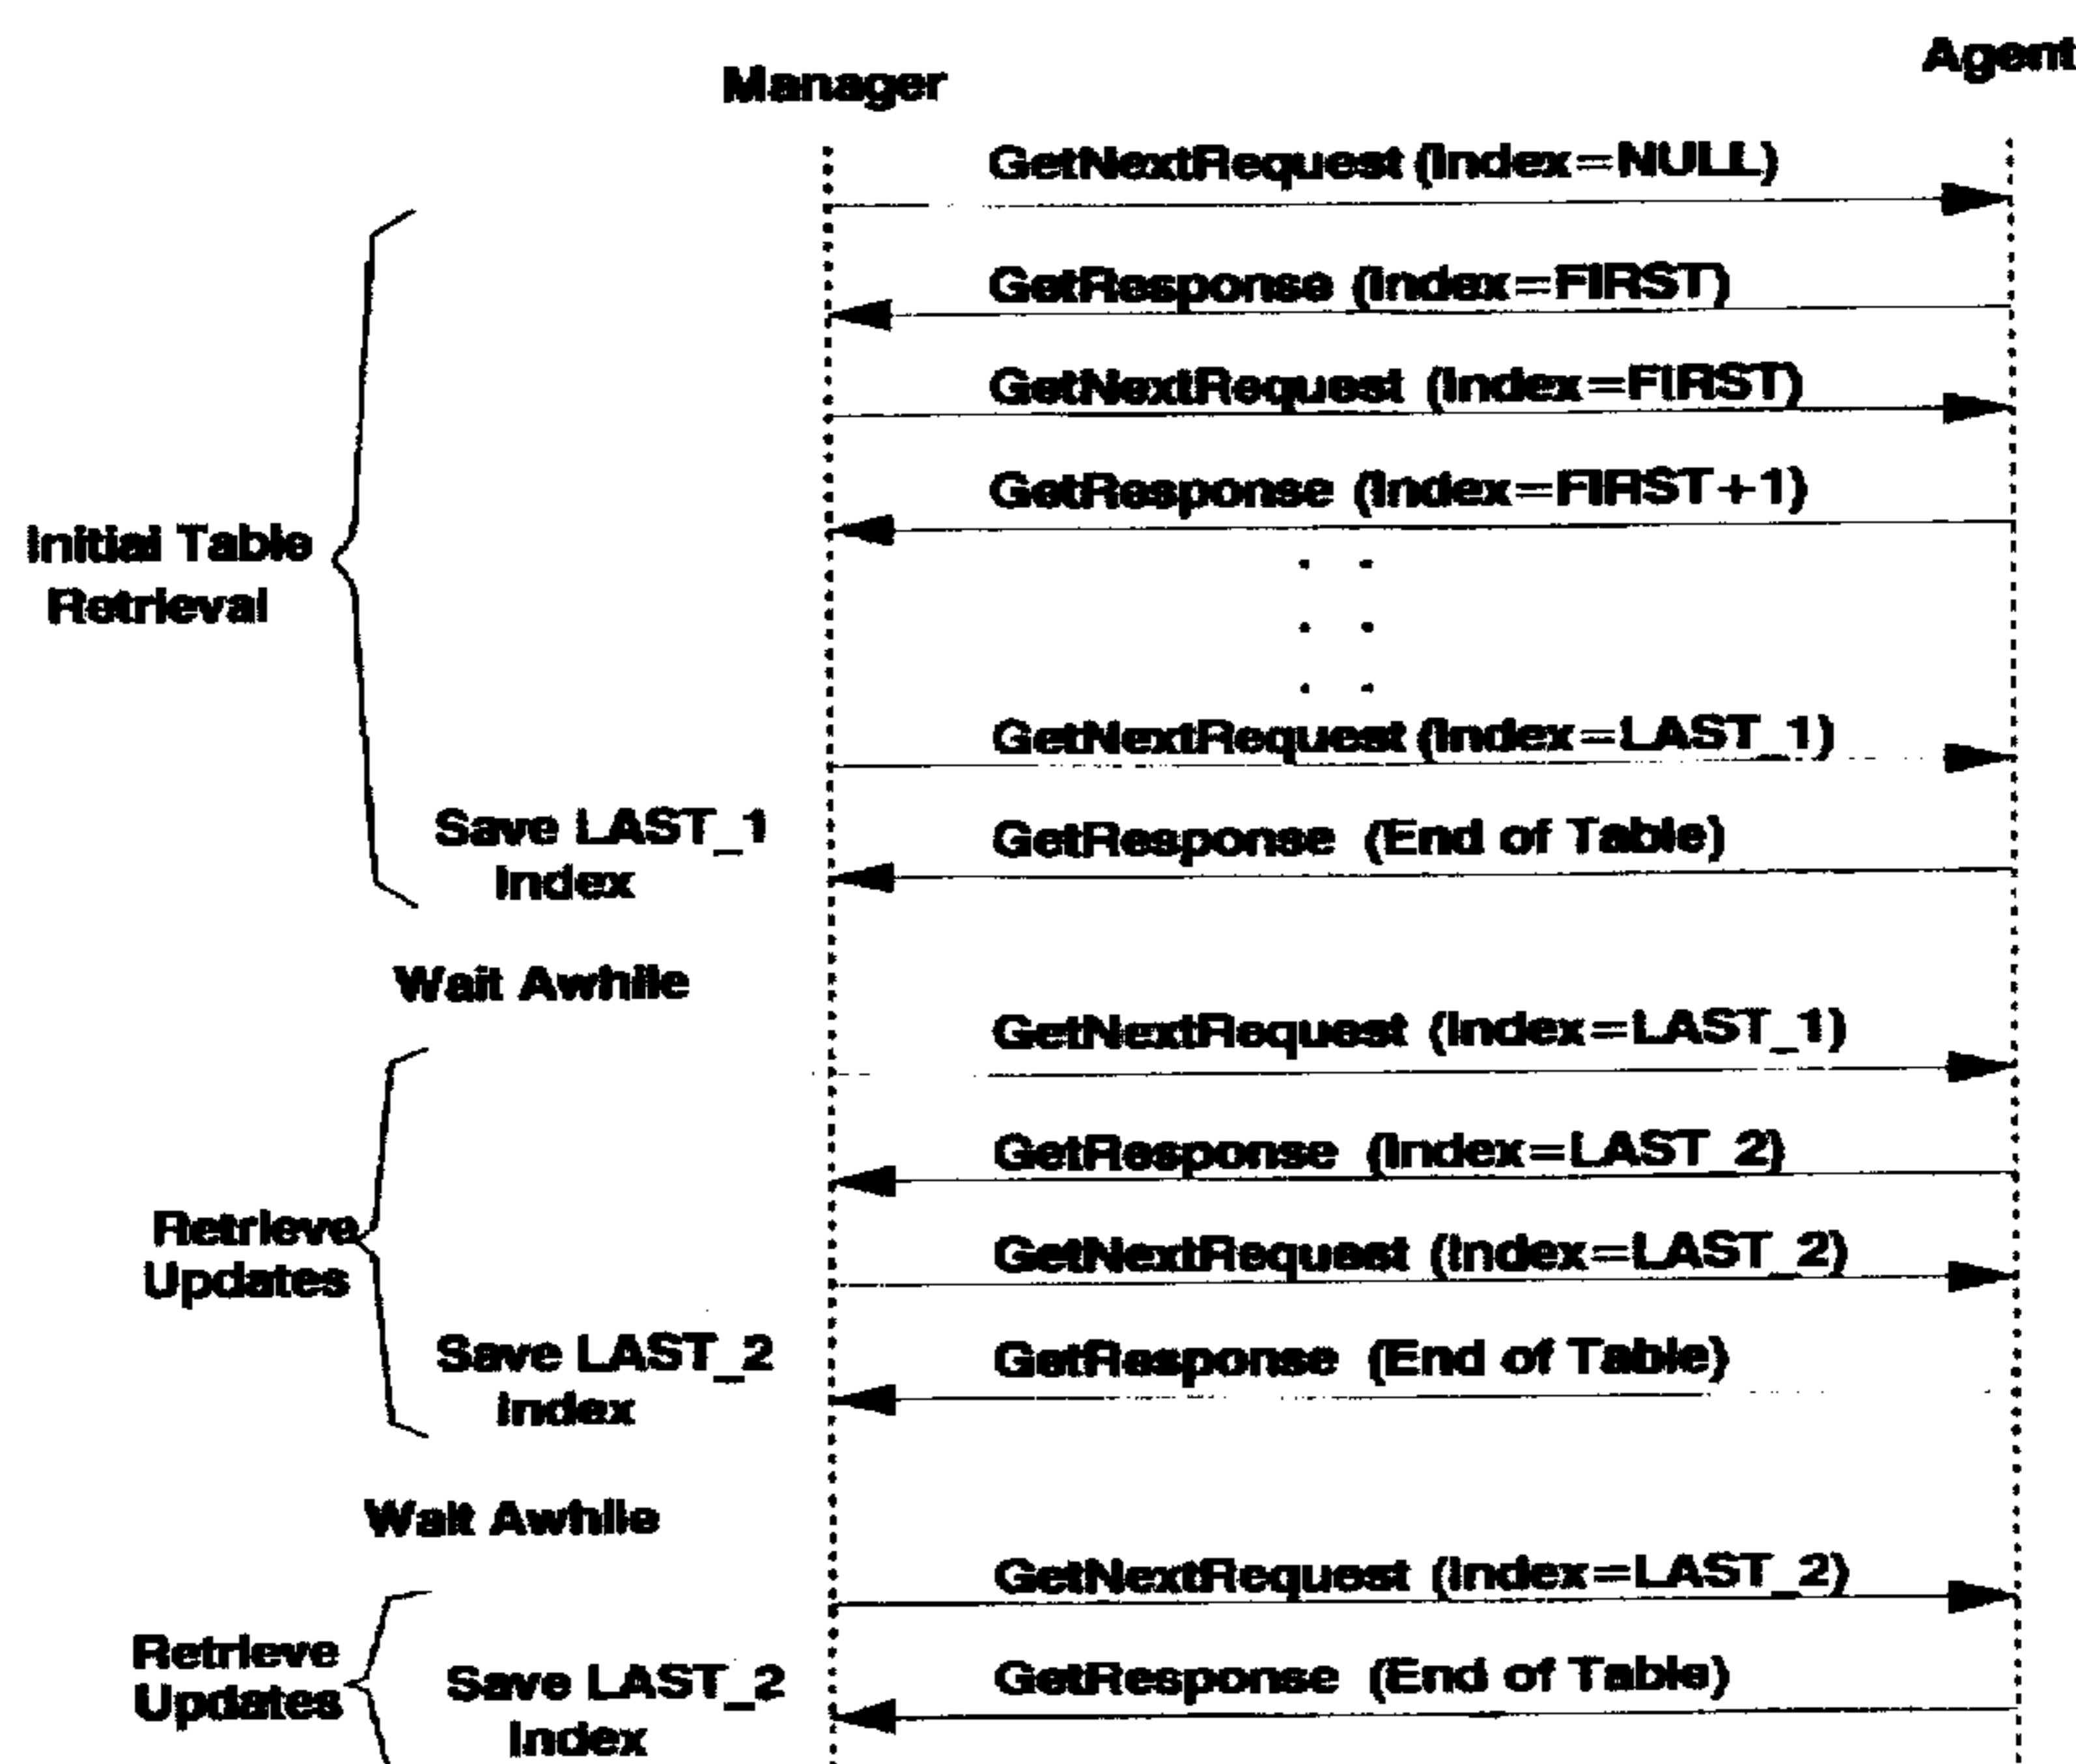 Manager
Agent
GetNextRequest (Index=NULL)
GetResponse (Index=FIRST)
GetNextRequest (Index=FIRST)
GetResponse (Index=FIRST+1)
Initial Table
Retrieval
GetNextRequest (Index=LAST_1)
Save LAST_1
Index
GetResponse (End of Table)
Wait Awhile
GetNextRequest (Index=LAST_1)
GetResponse (Index=LAST_2)
Retrieve
Updates
GetNextRequest (Index=LAST_2)
Save LAST_2
Index
GetResponse (End of Table)
Wait Awhile
GetNextRequest (Index=LAST_2)
Retrieve
Updates
Save LAST_2
Index
GetResponse (End of Table)